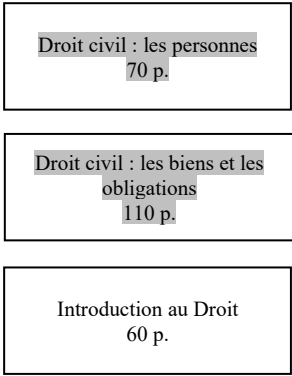 Droit civil : les personnes
70 p.
Droit civil : les biens et les
obligations
110 p.
Introduction au Droit
60 p.